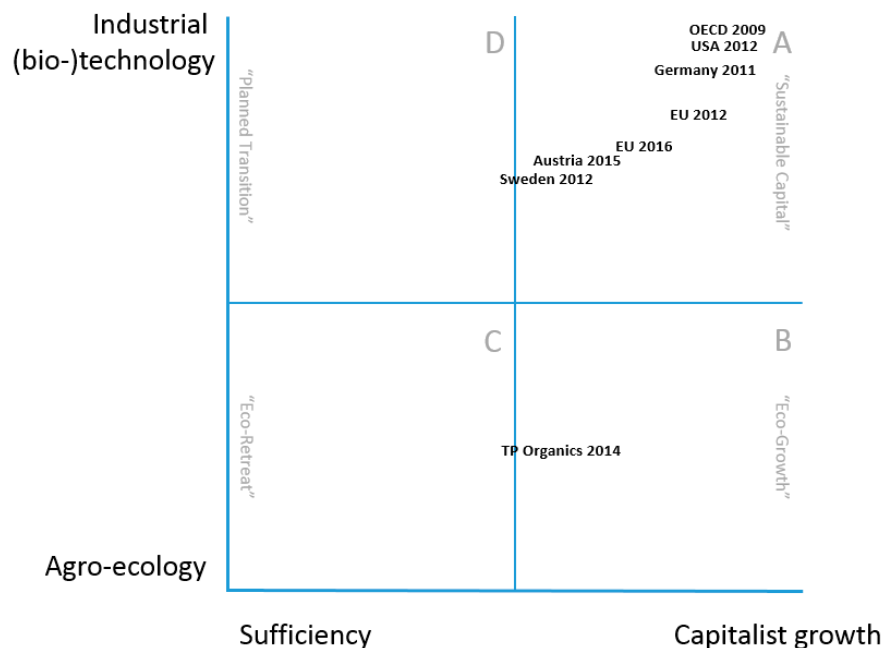 Industrial
(bio-)technology
D
A
OECD 2009
USA 2012
Germany 2011
"Planned Transition"
"Sustainable Capital"
EU 2012
EU 2016
Austria 2015
Sweden 2012
C
B
"Eco-Retreat"
"Eco-Growth"
TP Organics 2014
Agro-ecology
Sufficiency
Capitalist growth